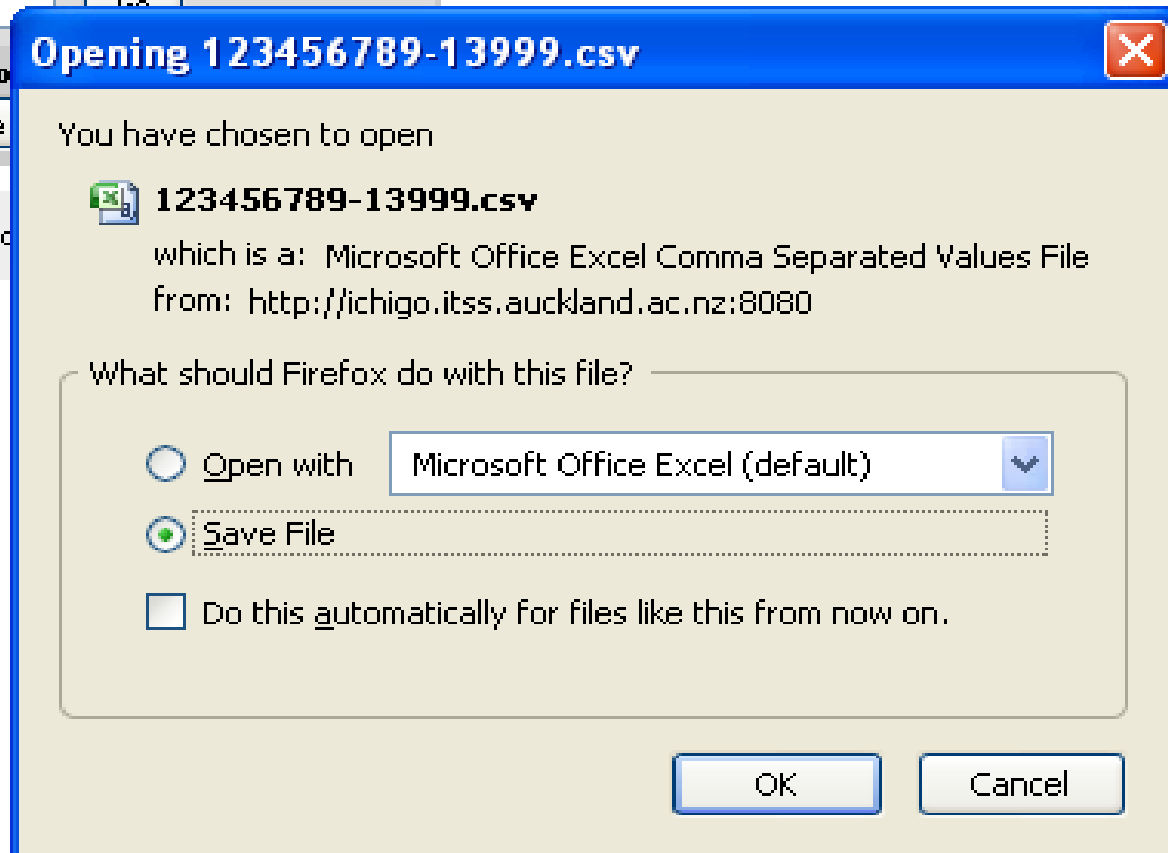 Opening 123456789-13999.csv
You have chosen to open
123456789-13999.csv
which is a: Microsoft Office Excel Comma Separated Values File
from: http://ichigo.itss.auckland.ac.nz:8080
What should Firefox do with this file?
Open with Microsoft Office Excel (default)
Save File
Do this automatically for files like this from now on.
OK Cancel